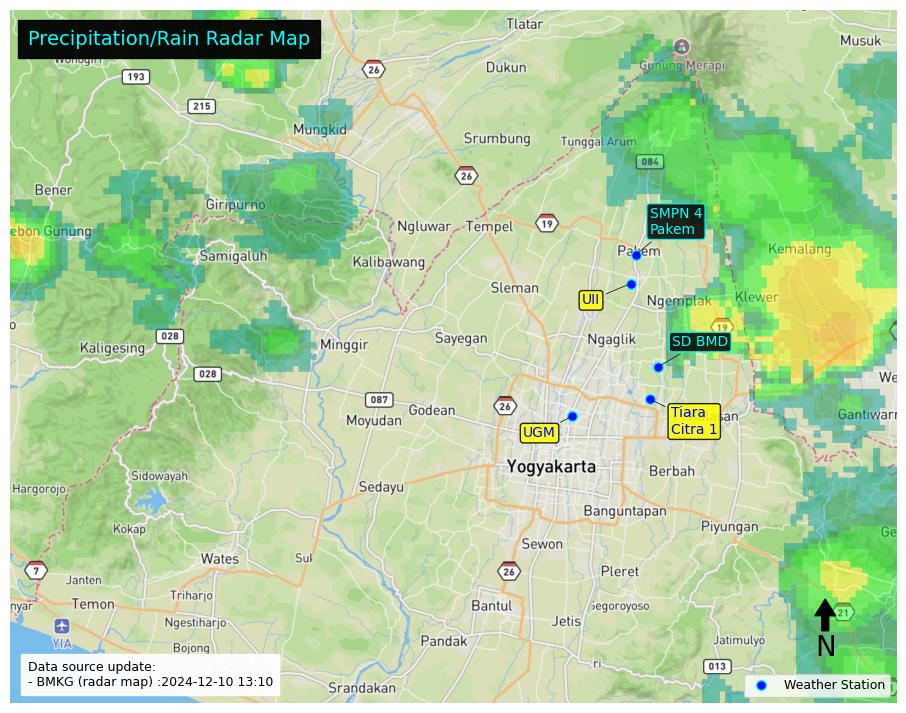 Precipitation/Rain Radar Map
Tlatar
Musuk
Wonogiri
193
26
Dukun
Gunung Merapi
215
Mungkid
Srumbung
Tunggal Arum
084
26
Bener
Giripurno
SMPN 4
Pakem
Ngluwar
Tempel
19
ebon Gunung
Samigaluh
Kalibawang
Pakem
Kemalang
Sleman
UII
Ngemplak
Klewer
19
028
Kaligesing
Minggir
Sayegan
Ngaglik
SD BMD
028
We
087
Godean
26
Moyudan
Tiara
Citra 1
san
Gantiwarn
UGM
Yogyakarta
Berbah
Sidowayah
Hargorojo
Sedayu
Kokap
Banguntapan
Piyungan
Ge
Sewon
Wates
Sul
7
Janten
26
Pleret
nyar
Temon
Triharjo
Bantul
Segoroyoso
21
YIA
Ngestiharjo
Jetis
N
Bojong
Pandak
Jatimulyo
013
ri
Srandakan
Data source update:
- BMKG (radar map) :2024-12-10 13:10
Weather Station